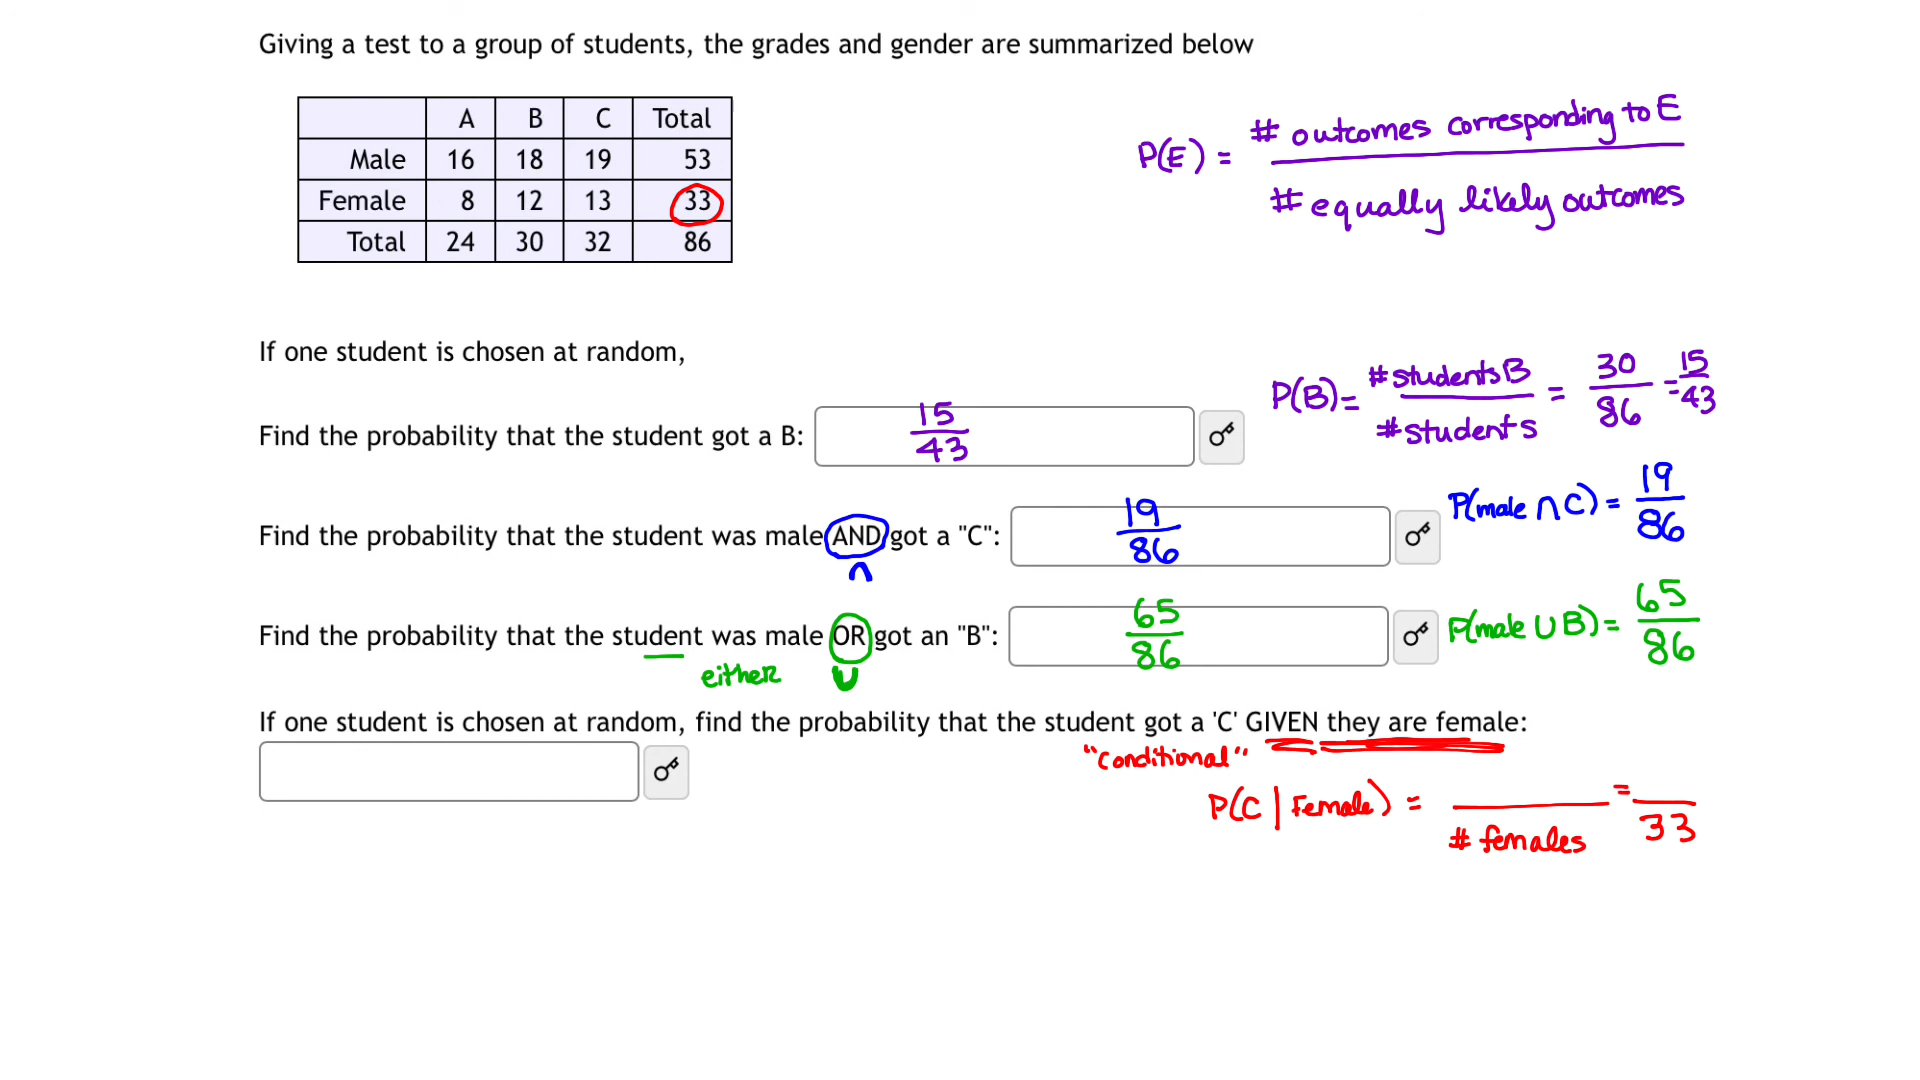 Giving a test to a group of students, the grades and gender are summarized below
A B C Total
Male 16 18 19 53
Female 8 12 13 33
Total 24 30 32 86
P(E) = # outcomes corresponding to E
# equally likely outcomes
If one student is chosen at random,
Find the probability that the student got a B: 15/43
P(B) = # students B / # students = 30/86 = 15/43
Find the probability that the student was male AND got a "C": 19/86
∩
P(male ∩ C) = 19/86
Find the probability that the student was male OR got an "B": 65/86
either ∪
P(male ∪ B) = 65/86
If one student is chosen at random, find the probability that the student got a 'C' GIVEN they are female:
"conditional"
P(C | Female) = / # females = / 33